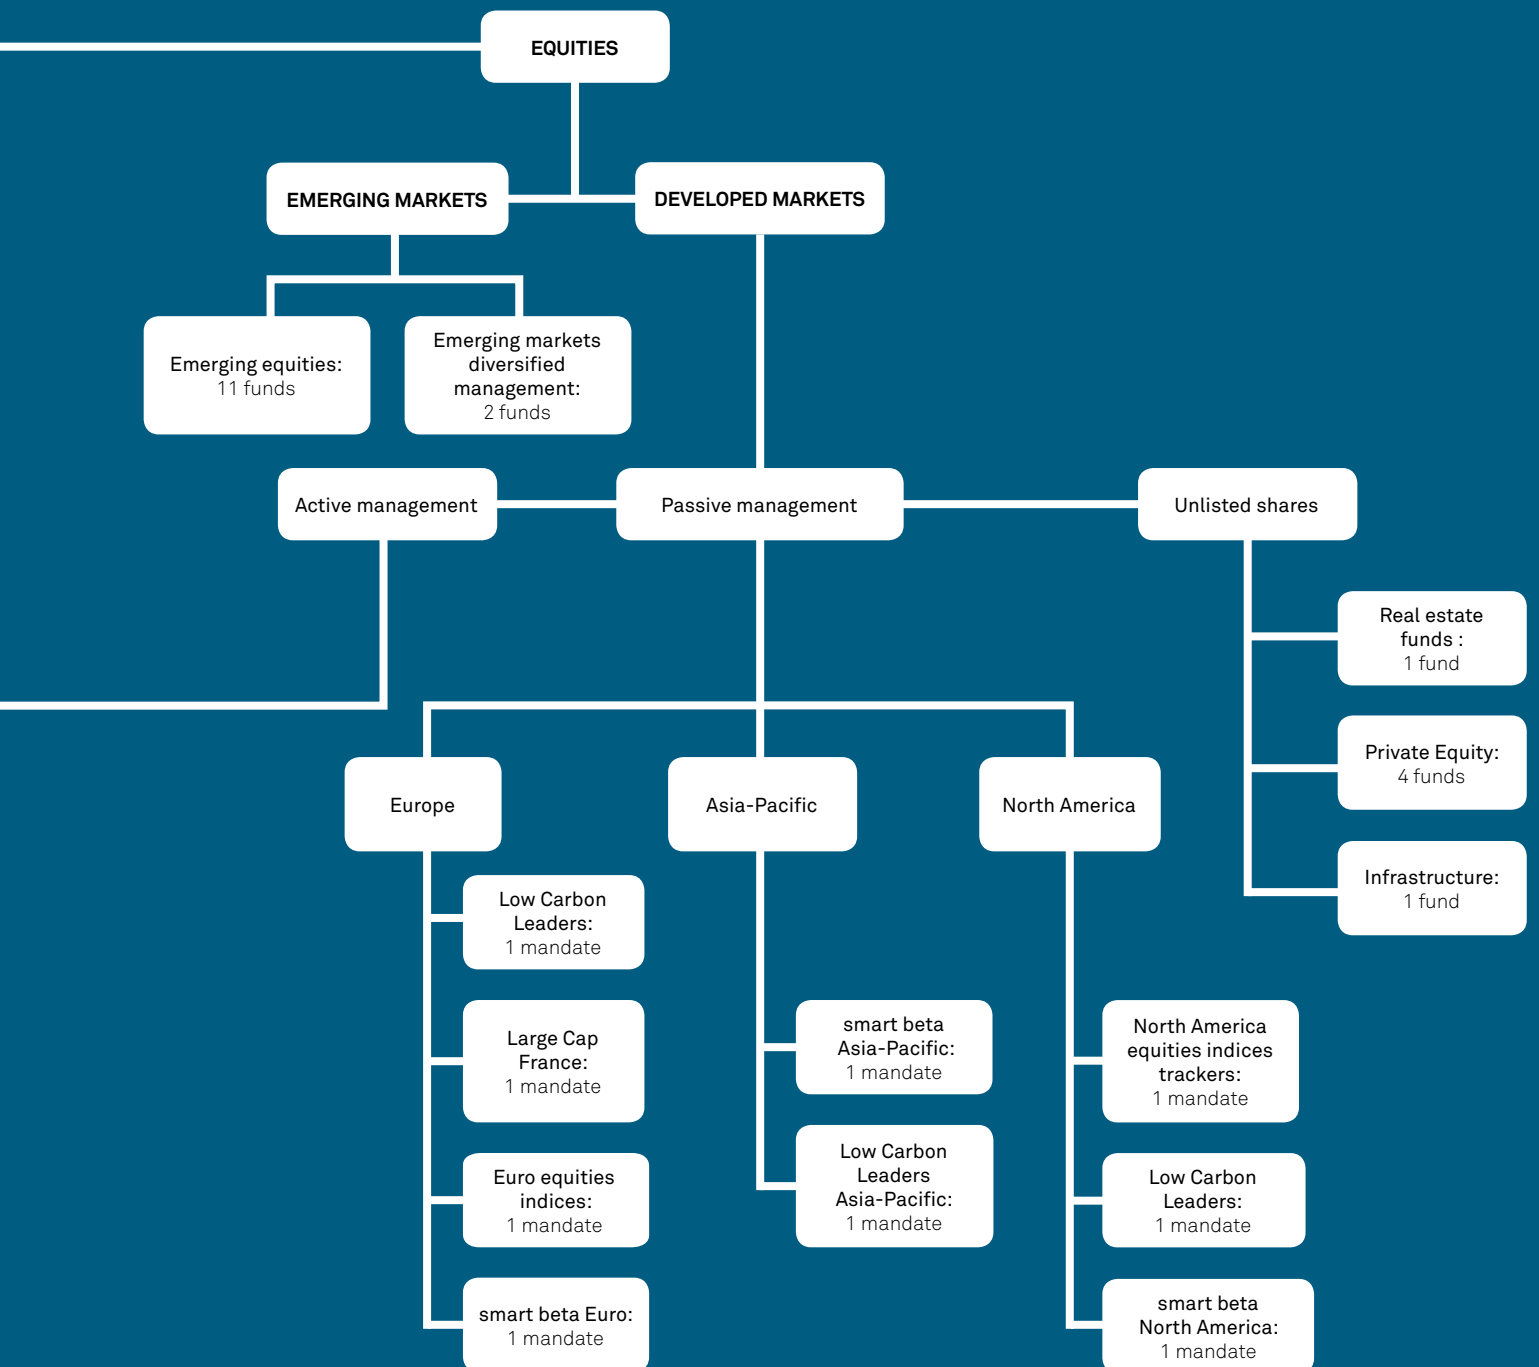 EQUITIES
EMERGING MARKETS
DEVELOPED MARKETS
Emerging equities:
11 funds
Emerging markets
diversified
management:
2 funds
Active management
Passive management
Unlisted shares
Real estate
funds :
1 fund
Private Equity:
4 funds
Infrastructure:
1 fund
Europe
Asia-Pacific
North America
Low Carbon
Leaders:
1 mandate
Large Cap
France:
1 mandate
Euro equities
indices:
1 mandate
smart beta Euro:
1 mandate
smart beta
Asia-Pacific:
1 mandate
Low Carbon
Leaders
Asia-Pacific:
1 mandate
North America
equities indices
trackers:
1 mandate
Low Carbon
Leaders:
1 mandate
smart beta
North America:
1 mandate